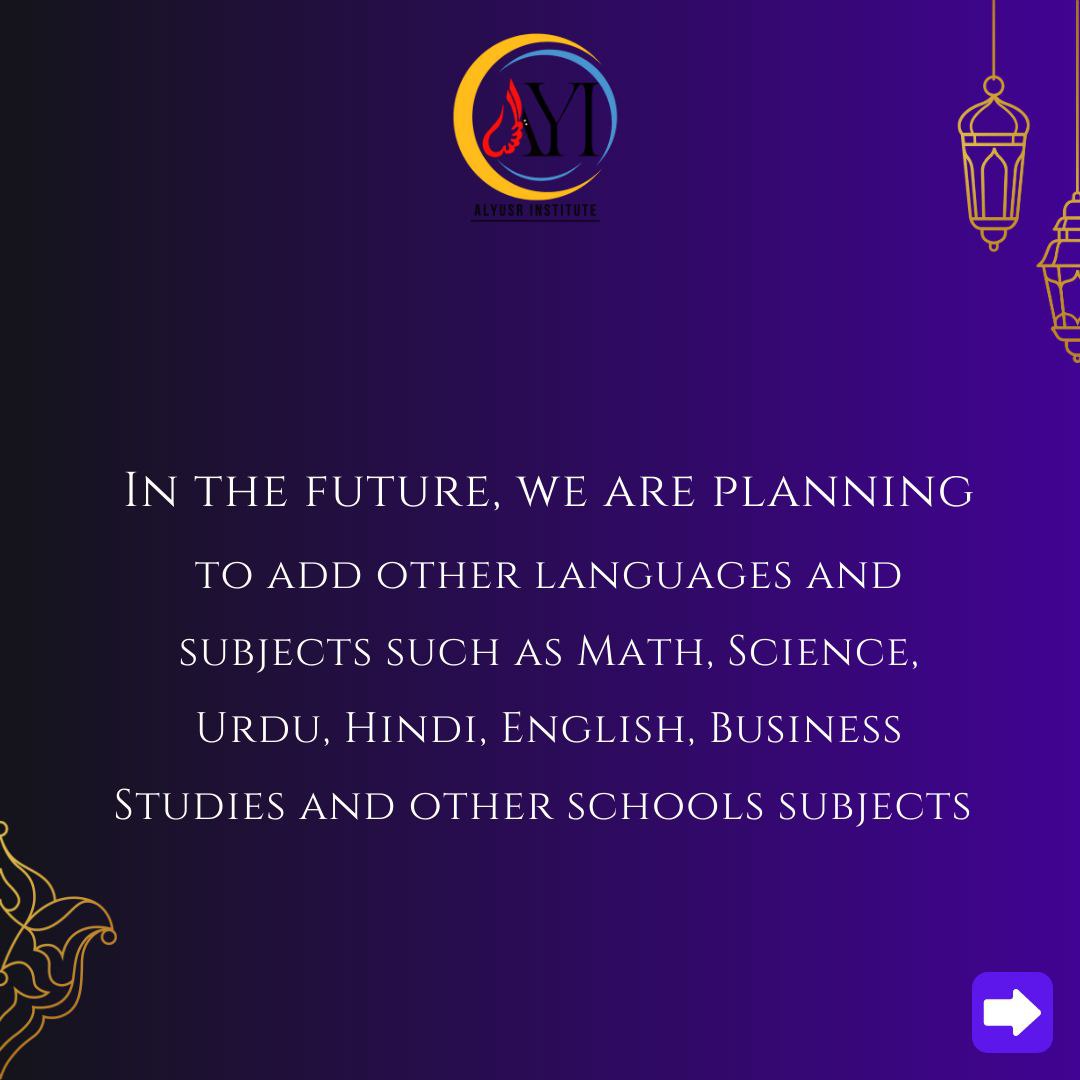 AYI
ALYUSR INSTITUTE
In the future, we are planning
to add other languages and
subjects such as Math, Science,
Urdu, Hindi, English, Business
Studies and other schools subjects